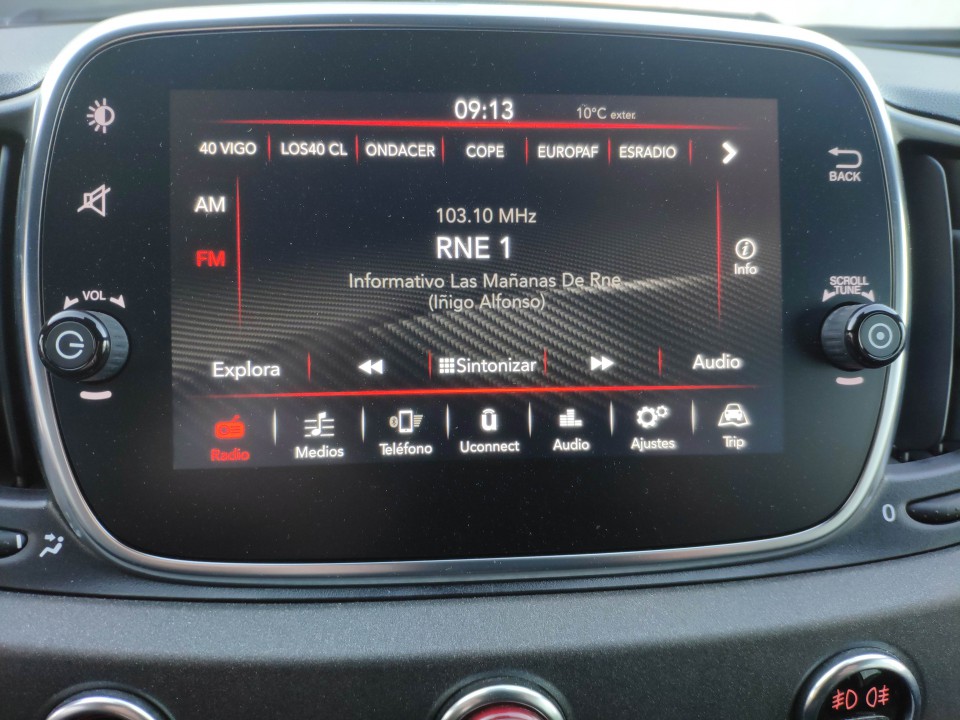 09:13 10°C exter.
40 VIGO LOS40 CL ONDACER COPE EUROPAF ESRADIO
BACK
AM
103.10 MHz
RNE 1
FM
Info
Informativo Las Mañanas De Rne
(Iñigo Alfonso)
VOL
SCROLL
TUNE
Explora Sintonizar Audio
Radio Medios Teléfono Uconnect Audio Ajustes Trip
0